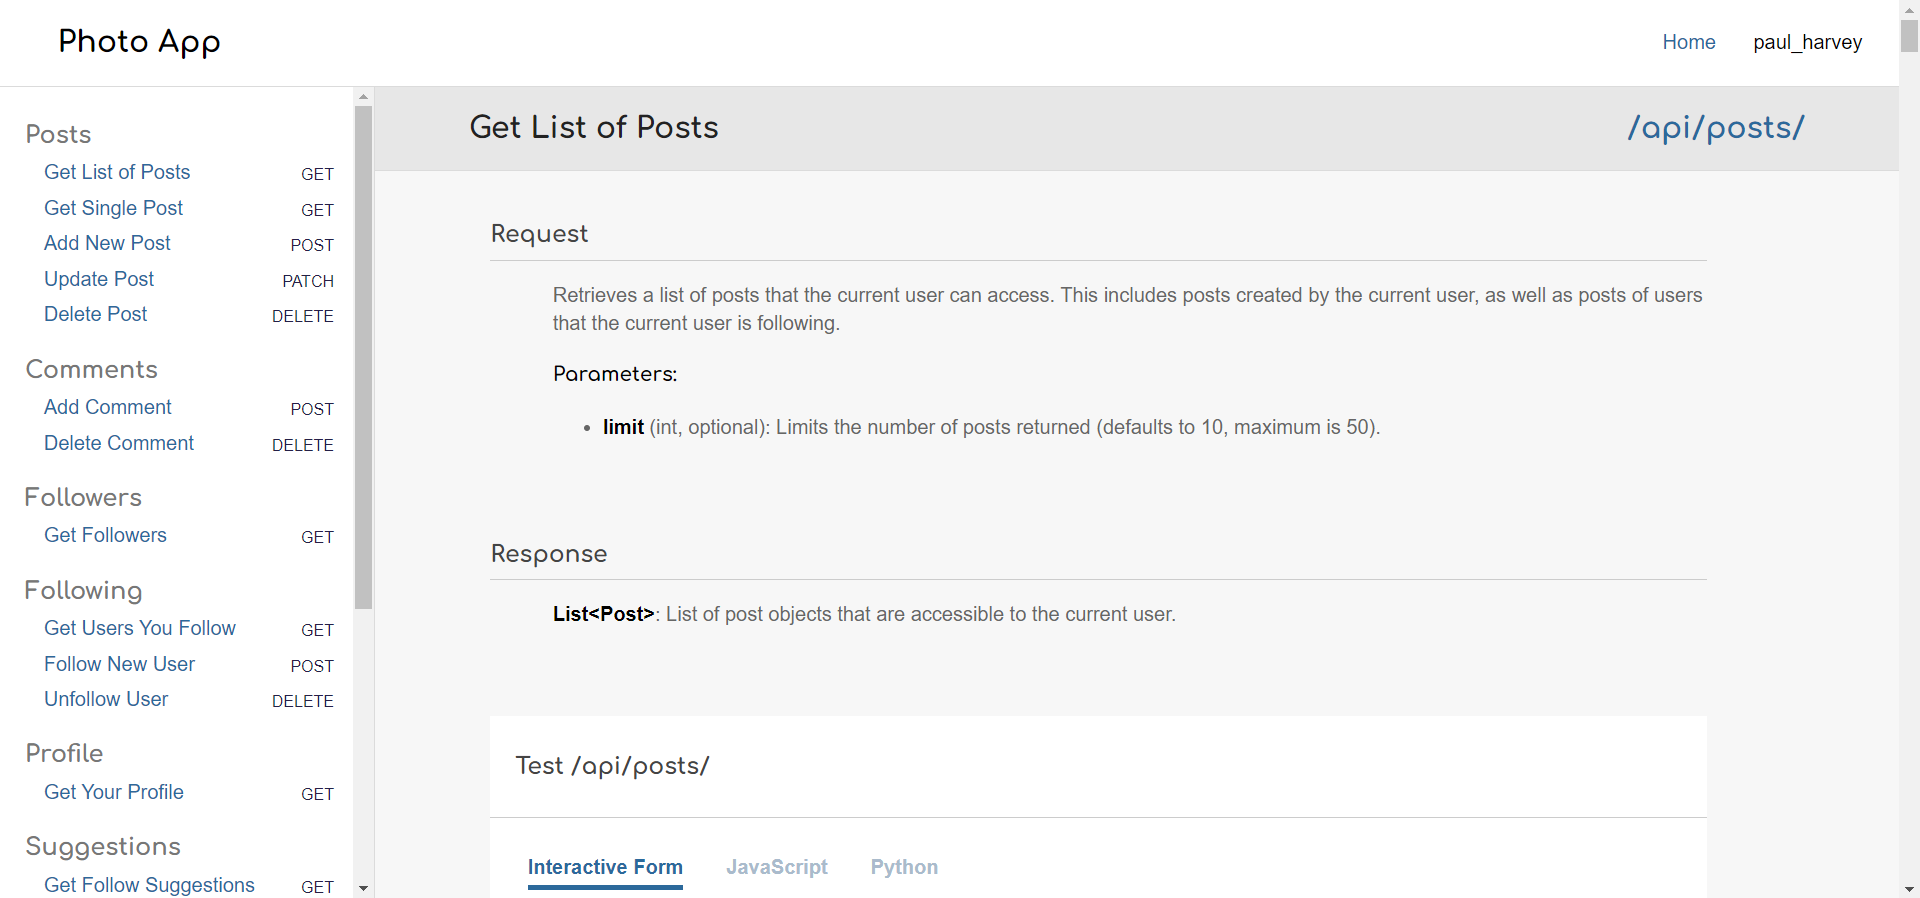 Photo App
Home
paul_harvey
Posts
Get List of Posts GET
Get Single Post GET
Add New Post POST
Update Post PATCH
Delete Post DELETE
Comments
Add Comment POST
Delete Comment DELETE
Followers
Get Followers GET
Following
Get Users You Follow GET
Follow New User POST
Unfollow User DELETE
Profile
Get Your Profile GET
Suggestions
Get Follow Suggestions GET
Get List of Posts
/api/posts/
Request
Retrieves a list of posts that the current user can access. This includes posts created by the current user, as well as posts of users
that the current user is following.
Parameters:
• limit (int, optional): Limits the number of posts returned (defaults to 10, maximum is 50).
Response
List<Post>: List of post objects that are accessible to the current user.
Test /api/posts/
Interactive Form JavaScript Python